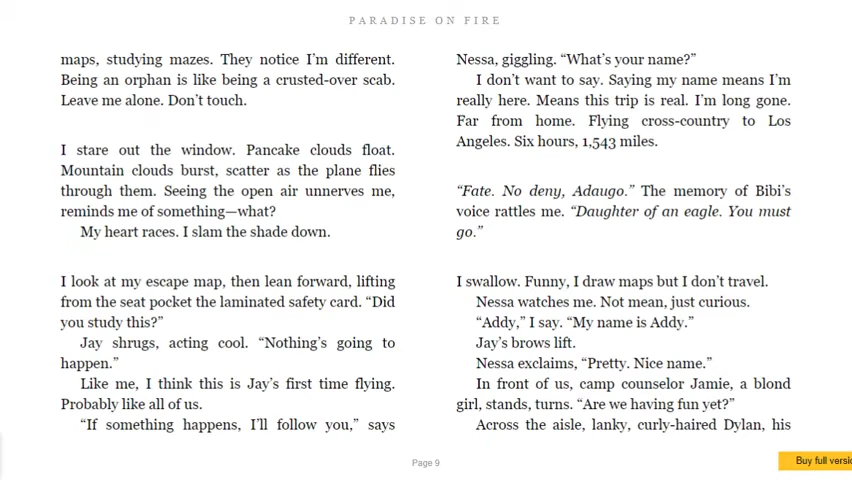 PARADISE ON FIRE
maps, studying mazes. They notice I’m different.
Being an orphan is like being a crusted-over scab.
Leave me alone. Don’t touch.
I stare out the window. Pancake clouds float.
Mountain clouds burst, scatter as the plane flies
through them. Seeing the open air unnerves me,
reminds me of something—what?
My heart races. I slam the shade down.
I look at my escape map, then lean forward, lifting
from the seat pocket the laminated safety card. “Did
you study this?”
Jay shrugs, acting cool. “Nothing’s going to
happen.”
Like me, I think this is Jay’s first time flying.
Probably like all of us.
“If something happens, I’ll follow you,” says
Nessa, giggling. “What’s your name?”
I don’t want to say. Saying my name means I’m
really here. Means this trip is real. I’m long gone.
Far from home. Flying cross-country to Los
Angeles. Six hours, 1,543 miles.
“Fate. No deny, Adaugo.” The memory of Bibi’s
voice rattles me. “Daughter of an eagle. You must
go.”
I swallow. Funny, I draw maps but I don’t travel.
Nessa watches me. Not mean, just curious.
“Addy,” I say. “My name is Addy.”
Jay’s brows lift.
Nessa exclaims, “Pretty. Nice name.”
In front of us, camp counselor Jamie, a blond
girl, stands, turns. “Are we having fun yet?”
Across the aisle, lanky, curly-haired Dylan, his
Page 9
Buy full versio